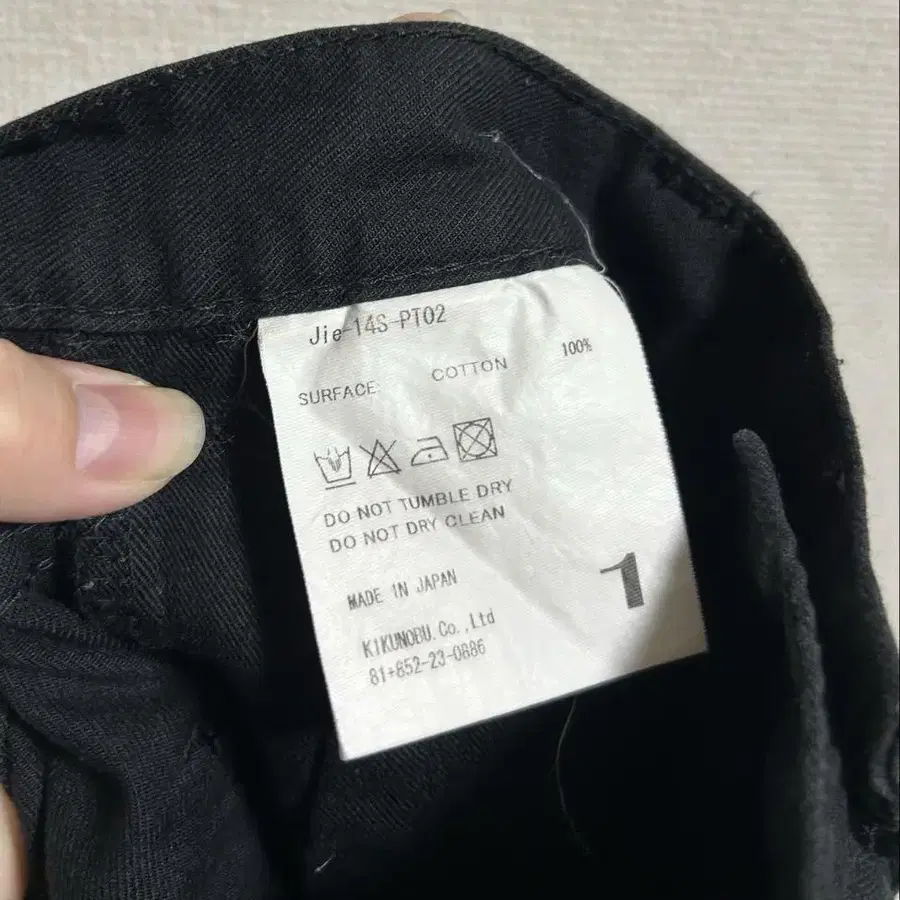 Jie-14S-PT02
SURFACE: COTTON 100%
DO NOT TUMBLE DRY
DO NOT DRY CLEAN
MADE IN JAPAN
1
KIKUNOBU.Co.,Ltd
81+852-23-0886